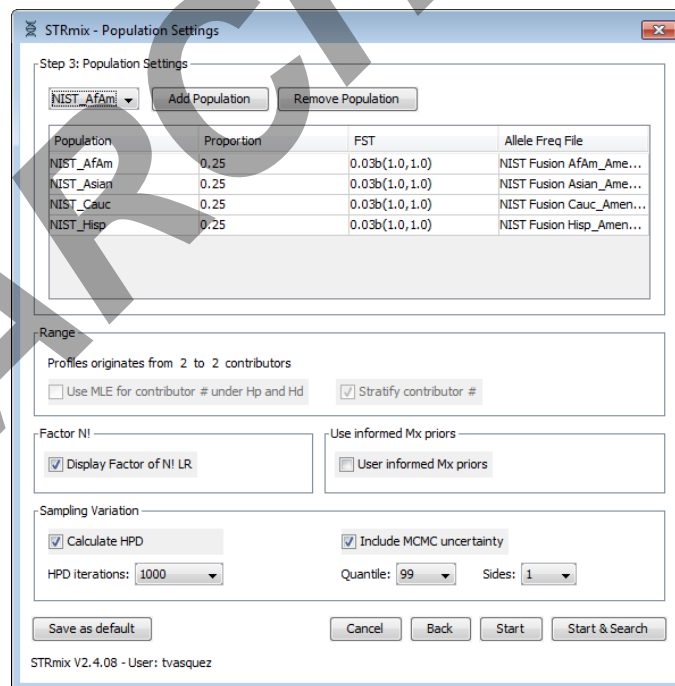 STRmix - Population Settings
Step 3: Population Settings
NIST_AfAm Add Population Remove Population
Population Proportion FST Allele Freq File
NIST_AfAm 0.25 0.03b(1.0,1.0) NIST Fusion AfAm_Ame...
NIST_Asian 0.25 0.03b(1.0,1.0) NIST Fusion Asian_Ame...
NIST_Cauc 0.25 0.03b(1.0,1.0) NIST Fusion Cauc_Amen...
NIST_Hisp 0.25 0.03b(1.0,1.0) NIST Fusion Hisp_Amen...
Range
Profiles originates from 2 to 2 contributors
Use MLE for contributor # under Hp and Hd Stratify contributor #
Factor N! Use informed Mx priors
Display Factor of N! LR User informed Mx priors
Sampling Variation
Calculate HPD Include MCMC uncertainty
HPD iterations: 1000 Quantile: 99 Sides: 1
Save as default Cancel Back Start Start & Search
STRmix V2.4.08 - User: tvasquez